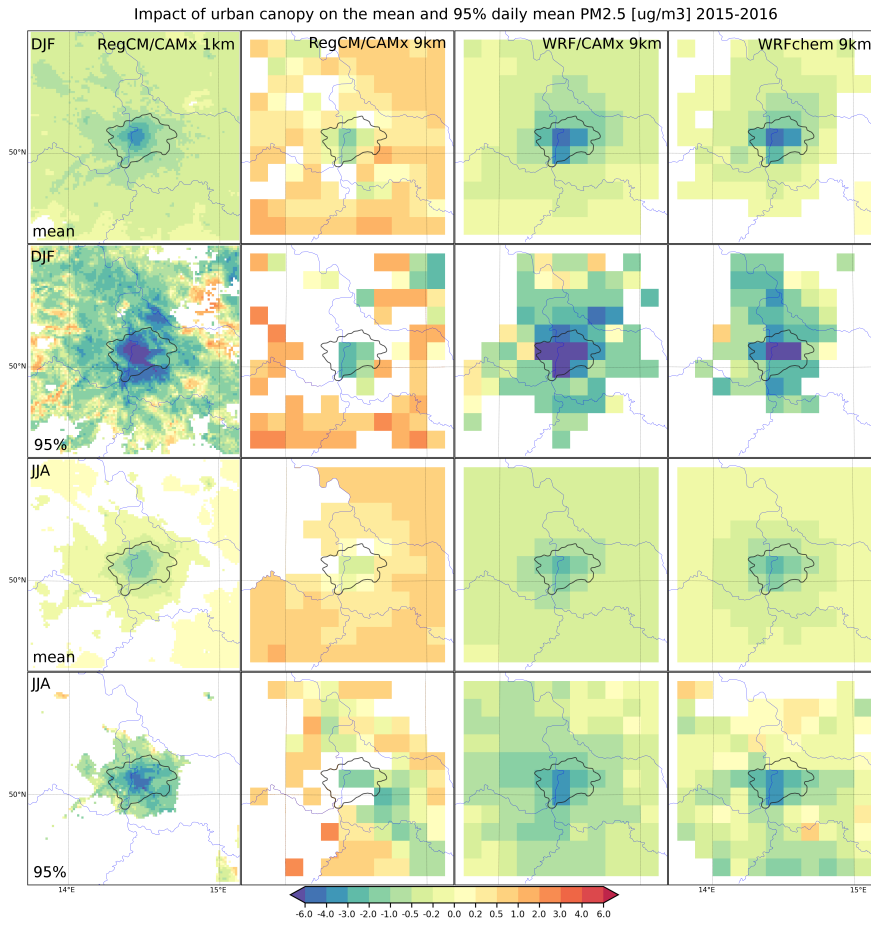 Impact of urban canopy on the mean and 95% daily mean PM2.5 [ug/m3] 2015-2016
DJF RegCM/CAMx 1km RegCM/CAMx 9km WRF/CAMx 9km WRFchem 9km
50°N
mean
DJF
50°N
95%
JJA
50°N
mean
JJA
50°N
95%
14°E 15°E 14°E 15°E
-6.0 -4.0 -3.0 -2.0 -1.0 -0.5 -0.2 0.0 0.2 0.5 1.0 2.0 3.0 4.0 6.0